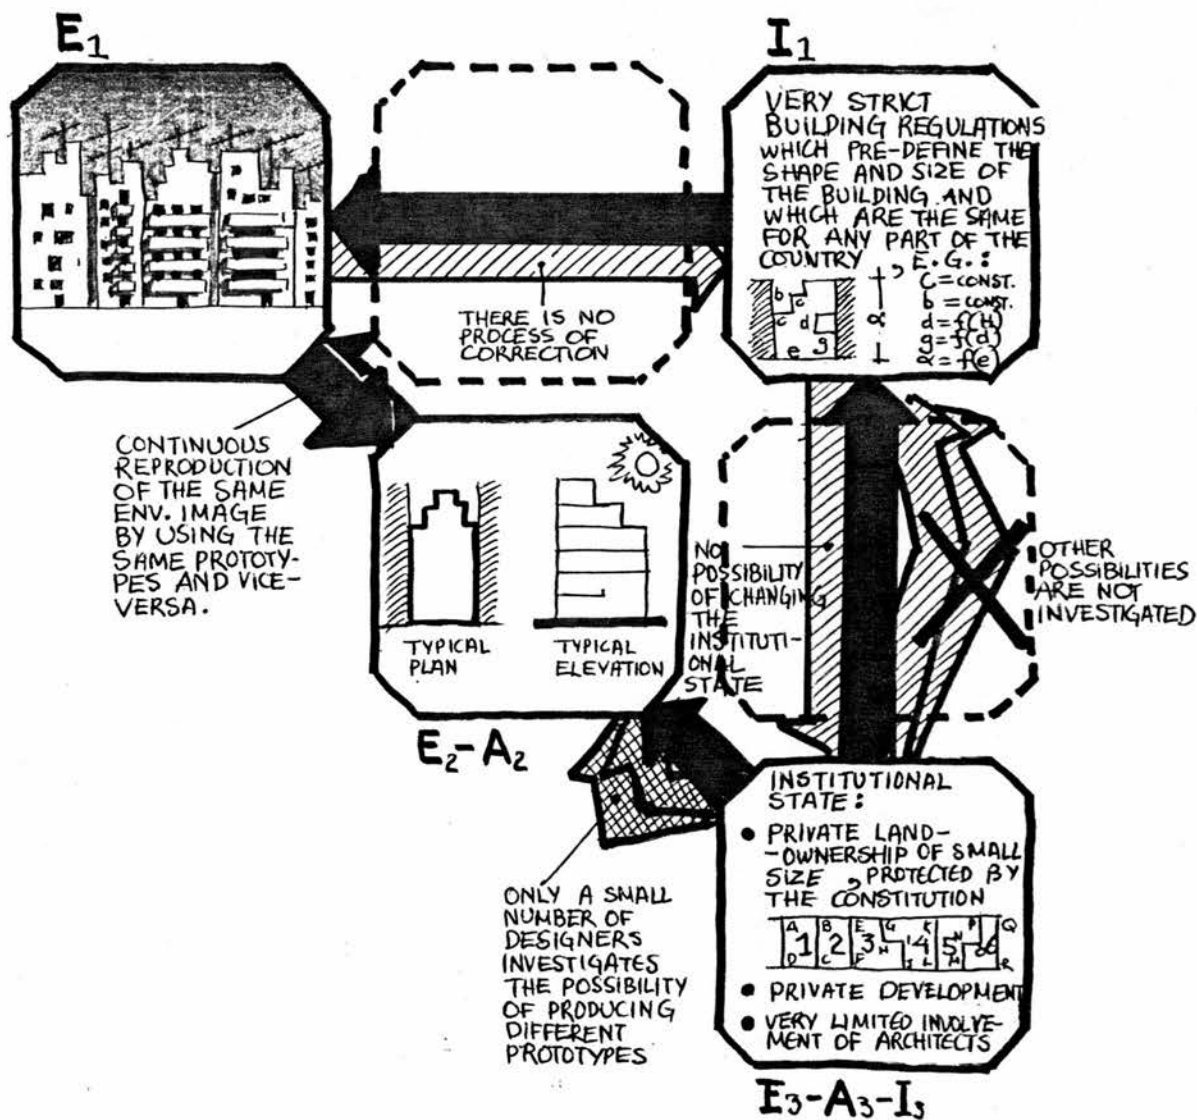 E₁
I₁
VERY STRICT
BUILDING REGULATIONS
WHICH PRE-DEFINE THE
SHAPE AND SIZE OF
THE BUILDING AND
WHICH ARE THE SAME
FOR ANY PART OF THE
COUNTRY, E.G.:
b
c
c
d
e
g
α
C=CONST.
b=CONST.
d=f(h)
g=f(d)
α=f(e)
THERE IS NO
PROCESS OF
CORRECTION
CONTINUOUS
REPRODUCTION
OF THE SAME
ENV. IMAGE
BY USING THE
SAME PROTOTY-
PES AND VICE-
VERSA.
TYPICAL
PLAN
TYPICAL
ELEVATION
E₂-A₂
NO
POSSIBILITY
OF CHANGING
THE
INSTITUTI-
ONAL
STATE
OTHER
POSSIBILITIES
ARE NOT
INVESTIGATED
ONLY A SMALL
NUMBER OF
DESIGNERS
INVESTIGATES
THE POSSIBILITY
OF PRODUCING
DIFFERENT
PROTOTYPES
INSTITUTIONAL
STATE:
• PRIVATE LAND-
-OWNERSHIP OF SMALL
SIZE, PROTECTED BY
THE CONSTITUTION
A B E G K N P Q
1 2 3 4 5
D C F H J L M R
• PRIVATE DEVELOPMENT
• VERY LIMITED INVOLVE-
MENT OF ARCHITECTS
E₃-A₃-I₃